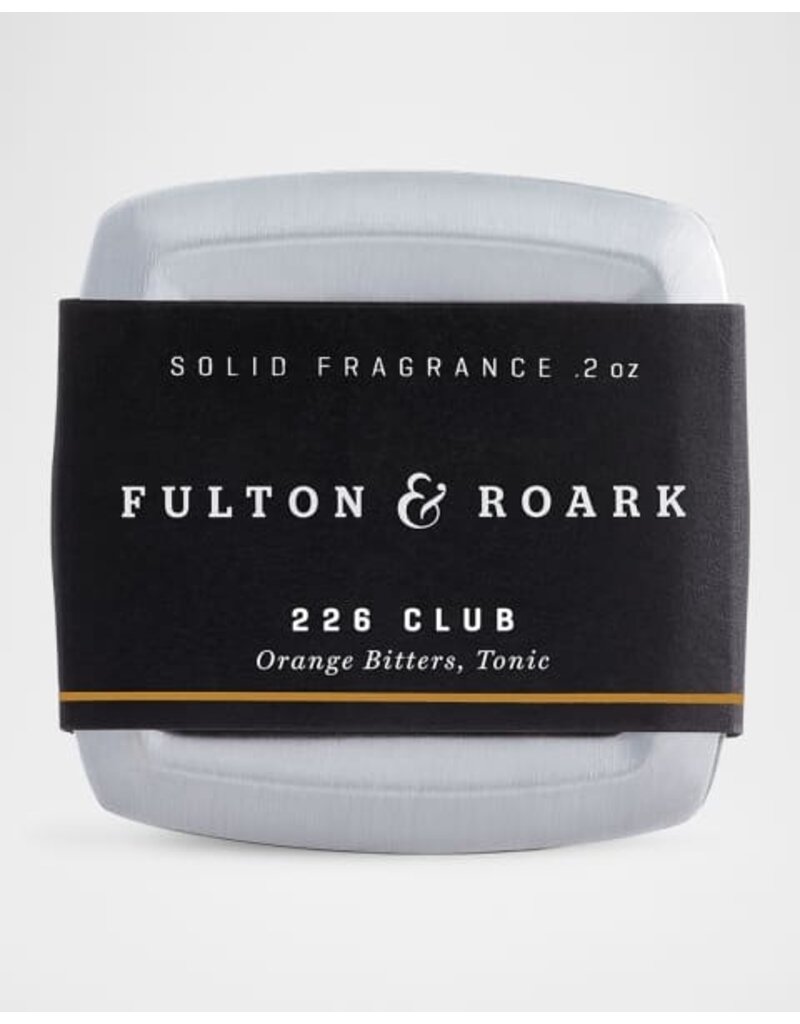 SOLID FRAGRANCE .2 oz
FULTON & ROARK
226 CLUB
Orange Bitters, Tonic